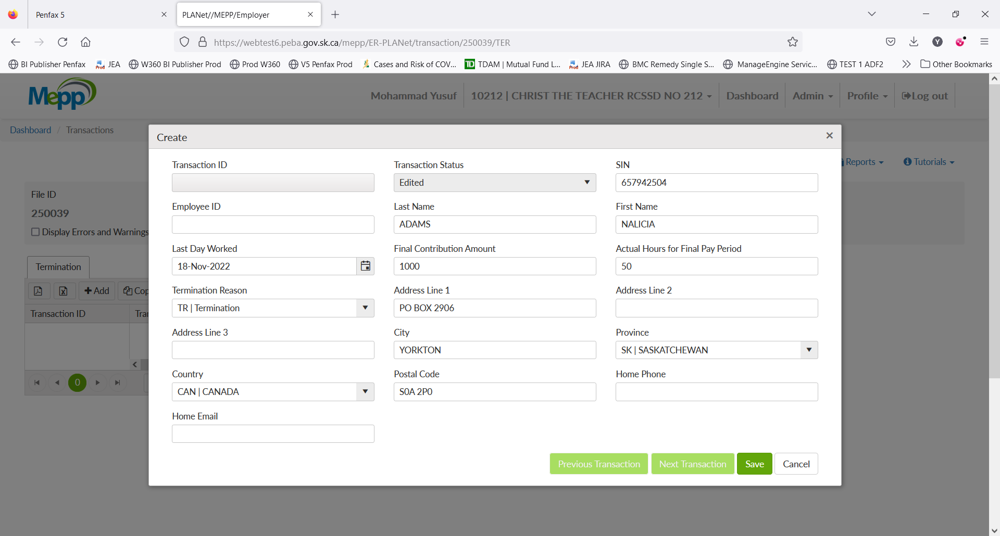 Penfax 5
PLANet//MEPP/Employer
https://webtest6.peba.gov.sk.ca/mepp/ER-PLANet/transaction/250039/TER
Y
BI Publisher Penfax
Prod JEA
W360 BI Publisher Prod
Prod W360
V5 Penfax Prod
Cases and Risk of COV...
TD TDAM | Mutual Fund L...
Prod JEA JIRA
BMC Remedy Single S...
ManageEngine Servic...
TEST 1 ADF2
Other Bookmarks
Mepp
Mohammad Yusuf
10212 | CHRIST THE TEACHER RCSSD NO 212
Dashboard
Admin
Profile
Log out
Dashboard / Transactions
Reports
Tutorials
File ID
250039
Display Errors and Warnings
Termination
Add
Cop
Transaction ID
Tra
0
Create
Transaction ID
Transaction Status
Edited
SIN
657942504
Employee ID
Last Name
ADAMS
First Name
NALICIA
Last Day Worked
18-Nov-2022
Final Contribution Amount
1000
Actual Hours for Final Pay Period
50
Termination Reason
TR | Termination
Address Line 1
PO BOX 2906
Address Line 2
Address Line 3
City
YORKTON
Province
SK | SASKATCHEWAN
Country
CAN | CANADA
Postal Code
S0A 2P0
Home Phone
Home Email
Previous Transaction
Next Transaction
Save
Cancel